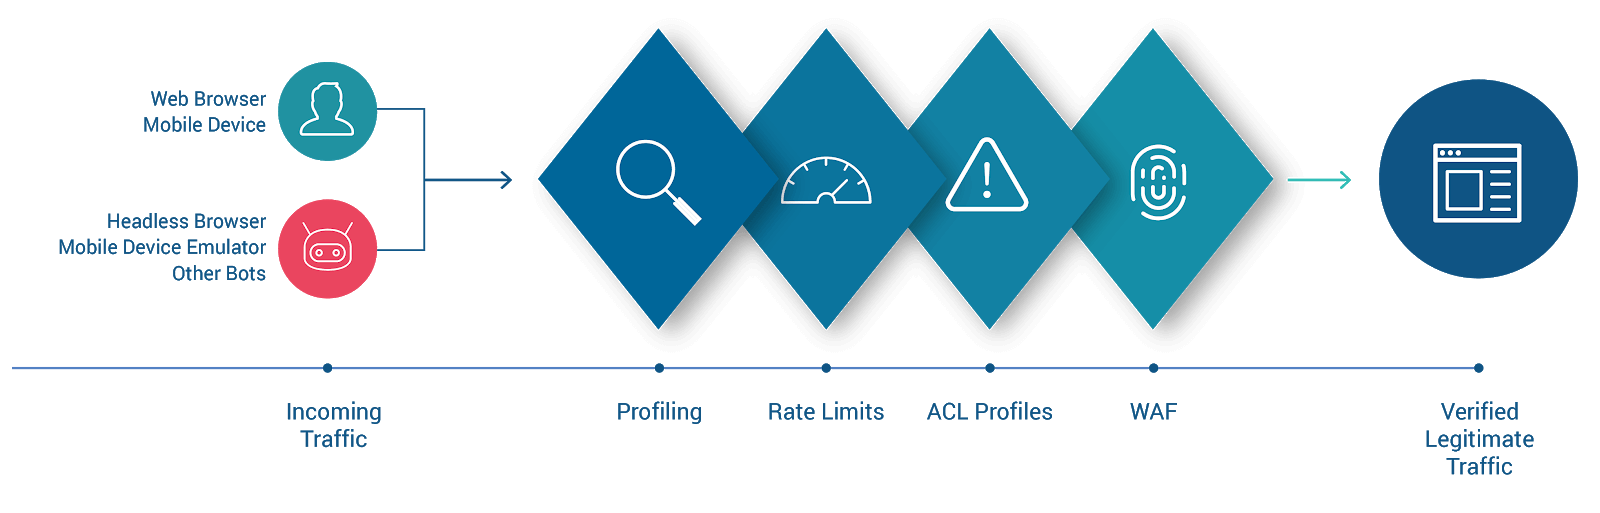 Web Browser
Mobile Device
Headless Browser
Mobile Device Emulator
Other Bots
Incoming
Traffic
Profiling
Rate Limits
ACL Profiles
WAF
Verified
Legitimate
Traffic